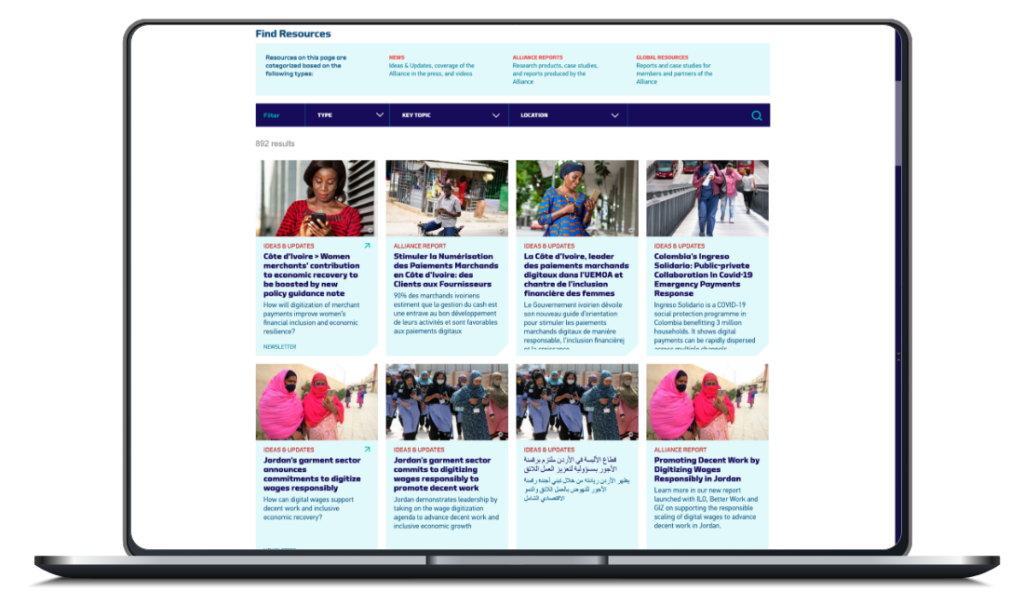 Find Resources
Resources on this page are
categorized based on the
following types:
NEWS
Ideas & Updates, coverage of the
Alliance in the press, and videos
ALLIANCE REPORTS
Research products, case studies,
and reports produced by the
Alliance
GLOBAL RESOURCES
Reports and case studies for
members and partners of the
Alliance
Filter
TYPE
KEY TOPIC
LOCATION
892 results
IDEAS & UPDATES
Côte d'Ivoire > Women
merchants' contribution
to economic recovery to
be boosted by new
policy guidance note
How will digitization of merchant
payments improve women's
financial inclusion and economic
resilience?
NEWSLETTER
ALLIANCE REPORT
Stimuler la Numérisation
des Paiements Marchands
en Côte d'Ivoire: des
Clients aux Fournisseurs
90% des marchands ivoiriens
estiment que la gestion du cash est
une entrave au bon développement
de leurs activités et sont favorables
aux paiements digitaux
IDEAS & UPDATES
La Côte d'Ivoire, leader
des paiements marchands
digitaux dans l'UEMOA et
chantre de l'inclusion
financière des femmes
Le Gouvernement ivoirien dévoile
son nouveau guide d'orientation
pour stimuler les paiements
marchands digitaux de manière
responsable, l'inclusion financièrej
et la croissance
IDEAS & UPDATES
Colombia's Ingreso
Solidario: Public-private
Collaboration in Covid-19
Emergency Payments
Response
Ingreso Solidario is a COVID-19
social protection programme in
Colombia benefitting 3 million
households. It shows digital
payments can be rapidly dispersed
across multiple channels
IDEAS & UPDATES
Jordan's garment sector
announces
commitments to digitize
wages responsibly
How can digital wages support
decent work and inclusive
economic recovery?
IDEAS & UPDATES
Jordan's garment sector
commits to digitizing
wages responsibly to
promote decent work
Jordan demonstrates leadership by
taking on the wage digitization
agenda to advance decent work and
inclusive economic growth
IDEAS & UPDATES
قطاع الألبسة في الأردن ملتزم برقمنة
الأجور بمسؤولية لتعزيز العمل اللائق
يظهر الأردن ريادته من خلال تبني أجندة رقمنة
الأجور للنهوض بالعمل اللائق والنمو
الاقتصادي الشامل
ALLIANCE REPORT
Promoting Decent Work by
Digitizing Wages
Responsibly in Jordan
Learn more in our new report
launched with ILO, Better Work and
GIZ on supporting the responsible
scaling of digital wages to advance
decent work in Jordan.